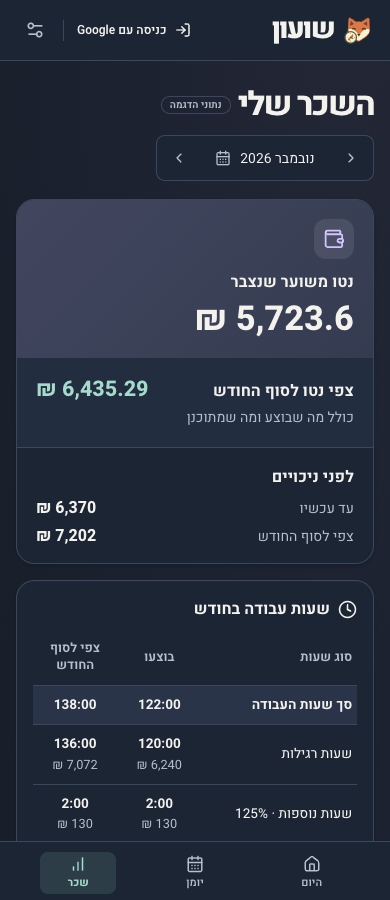 שועון
כניסה עם Google
השכר שלי
נתוני הדגמה
נובמבר 2026
נטו משוער שנצבר
5,723.6 ₪
צפי נטו לסוף החודש
6,435.29 ₪
כולל מה שבוצע ומה שמתוכנן
לפני ניכויים
עד עכשיו
6,370 ₪
צפי לסוף החודש
7,202 ₪
שעות עבודה בחודש
סוג שעות
בוצעו
צפי לסוף
החודש
סך שעות העבודה
122:00
138:00
שעות רגילות
120:00
136:00
6,240 ₪
7,072 ₪
שעות נוספות · 125%
2:00
2:00
130 ₪
130 ₪
היום
יומן
שכר